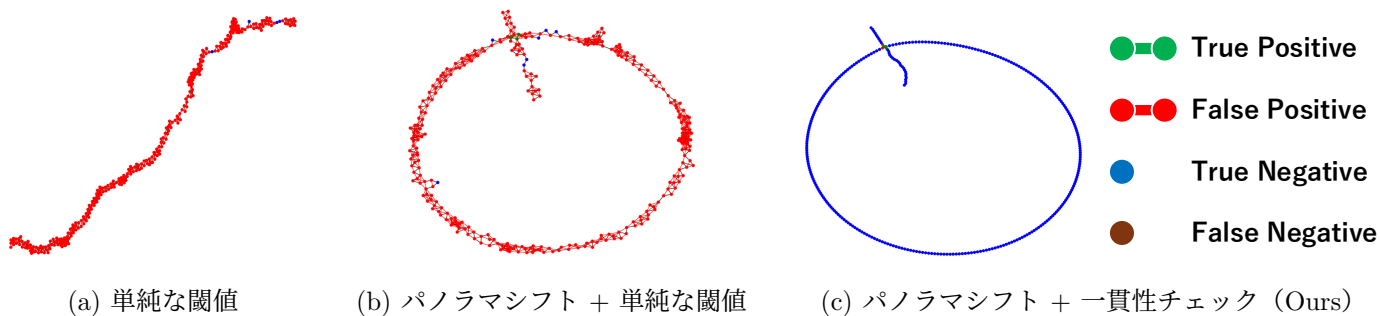 True Positive
False Positive
True Negative
False Negative
(a) 単純な閾値
(b) パノラマシフト + 単純な閾値
(c) パノラマシフト + 一貫性チェック（Ours）